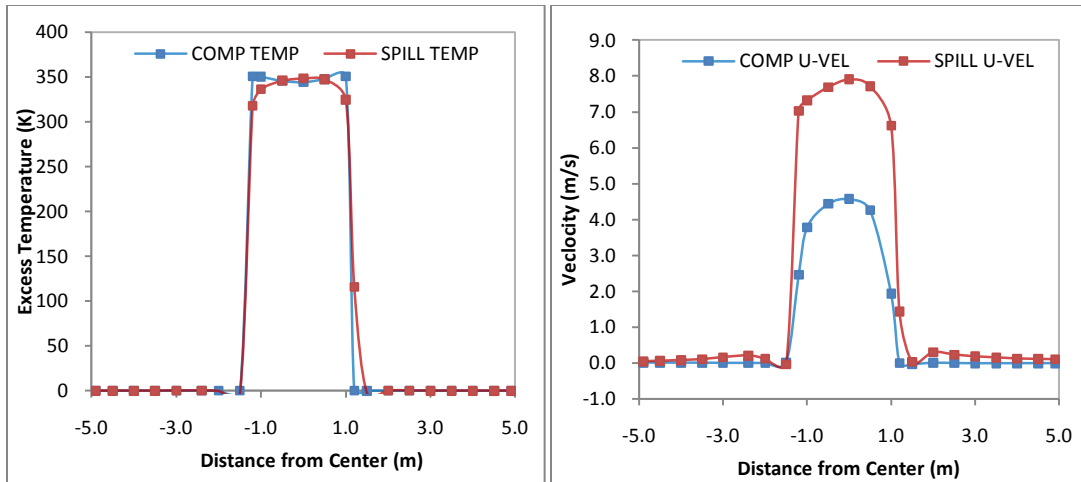 COMP TEMP SPILL TEMP
400
350
300
250
200
150
100
50
0
Excess Temperature (K)
-5.0 -3.0 -1.0 1.0 3.0 5.0
Distance from Center (m)
COMP U-VEL SPILL U-VEL
9.0
8.0
7.0
6.0
5.0
4.0
3.0
2.0
1.0
0.0
-1.0
Veclocity (m/s)
-5.0 -3.0 -1.0 1.0 3.0 5.0
Distance from Center (m)